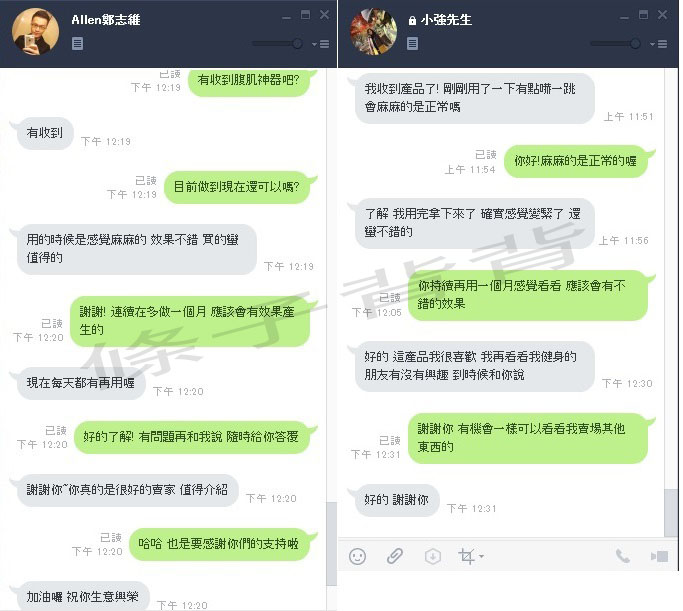 Allen鄭志維
已讀
下午 12:19
有收到腹肌神器吧?
有收到
下午 12:19
已讀
下午 12:19
目前做到現在還可以嗎?
用的時候是感覺麻麻的 效果不錯 買的蠻
值得的
下午 12:19
已讀
下午 12:20
謝謝! 連續在多做一個月 應該會有效果產
生的
現在每天都有再用喔
下午 12:20
已讀
下午 12:20
好的了解! 有問題再和我說 隨時給你答覆
謝謝你~你真的是很好的賣家 值得介紹
下午 12:20
已讀
下午 12:20
哈哈 也是要感謝你們的支持啦
加油囉 祝你生意興榮
下午 12:20
小強先生
我收到產品了! 剛剛用了一下有點嚇一跳
會麻麻的是正常嗎
上午 11:51
已讀
上午 11:54
你好!麻麻的是正常的喔
了解 我用完拿下來了 確實感覺變緊了 還
蠻不錯的
上午 11:56
已讀
下午 12:05
你持續再用一個月感覺看看 應該會有不
錯的效果
好的 這產品我很喜歡 我再看看我健身的
朋友有沒有興趣 到時候和你說
下午 12:30
已讀
下午 12:31
謝謝你 有機會一樣可以看看我賣場其他
東西的
好的 謝謝你
下午 12:31
條子背背